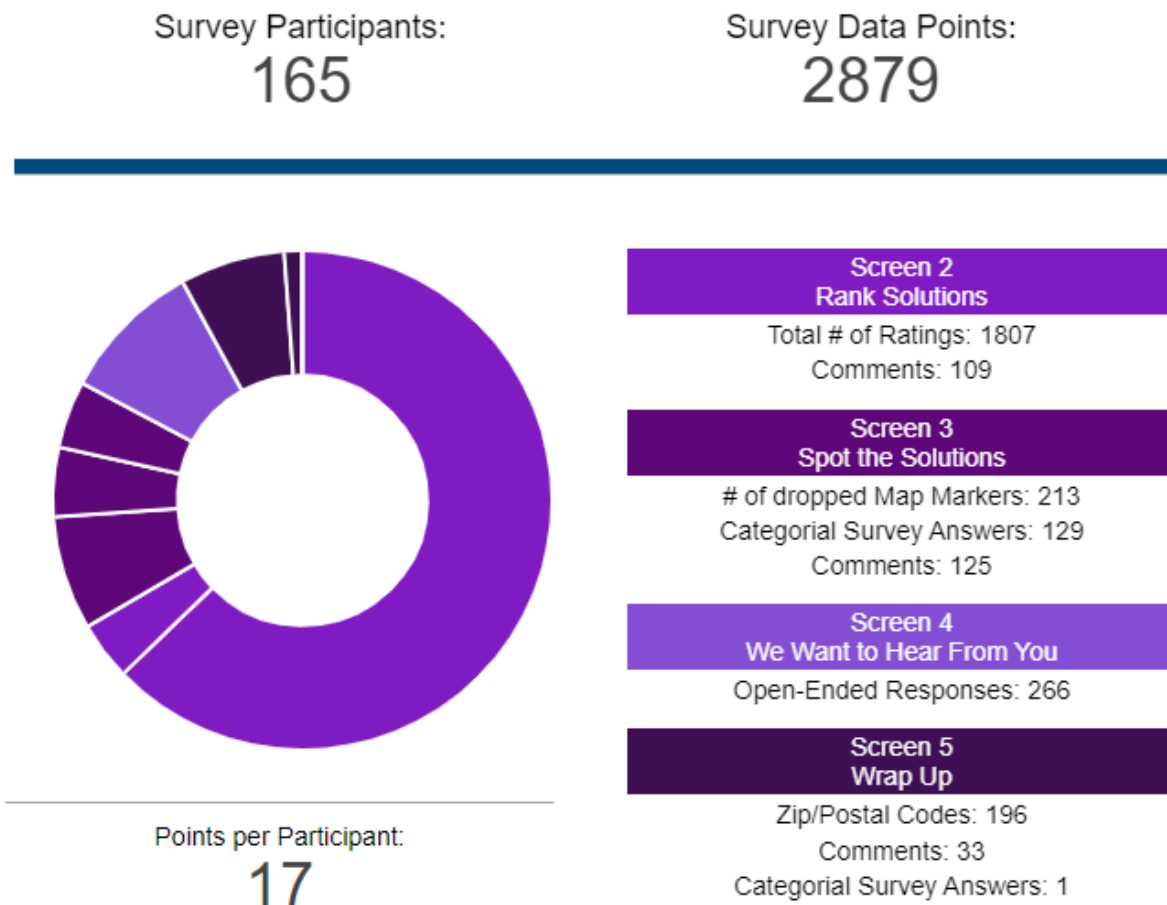 Survey Participants:
165
Survey Data Points:
2879
Screen 2
Rank Solutions
Total # of Ratings: 1807
Comments: 109
Screen 3
Spot the Solutions
# of dropped Map Markers: 213
Categorial Survey Answers: 129
Comments: 125
Screen 4
We Want to Hear From You
Open-Ended Responses: 266
Screen 5
Wrap Up
Zip/Postal Codes: 196
Comments: 33
Categorial Survey Answers: 1
Points per Participant:
17